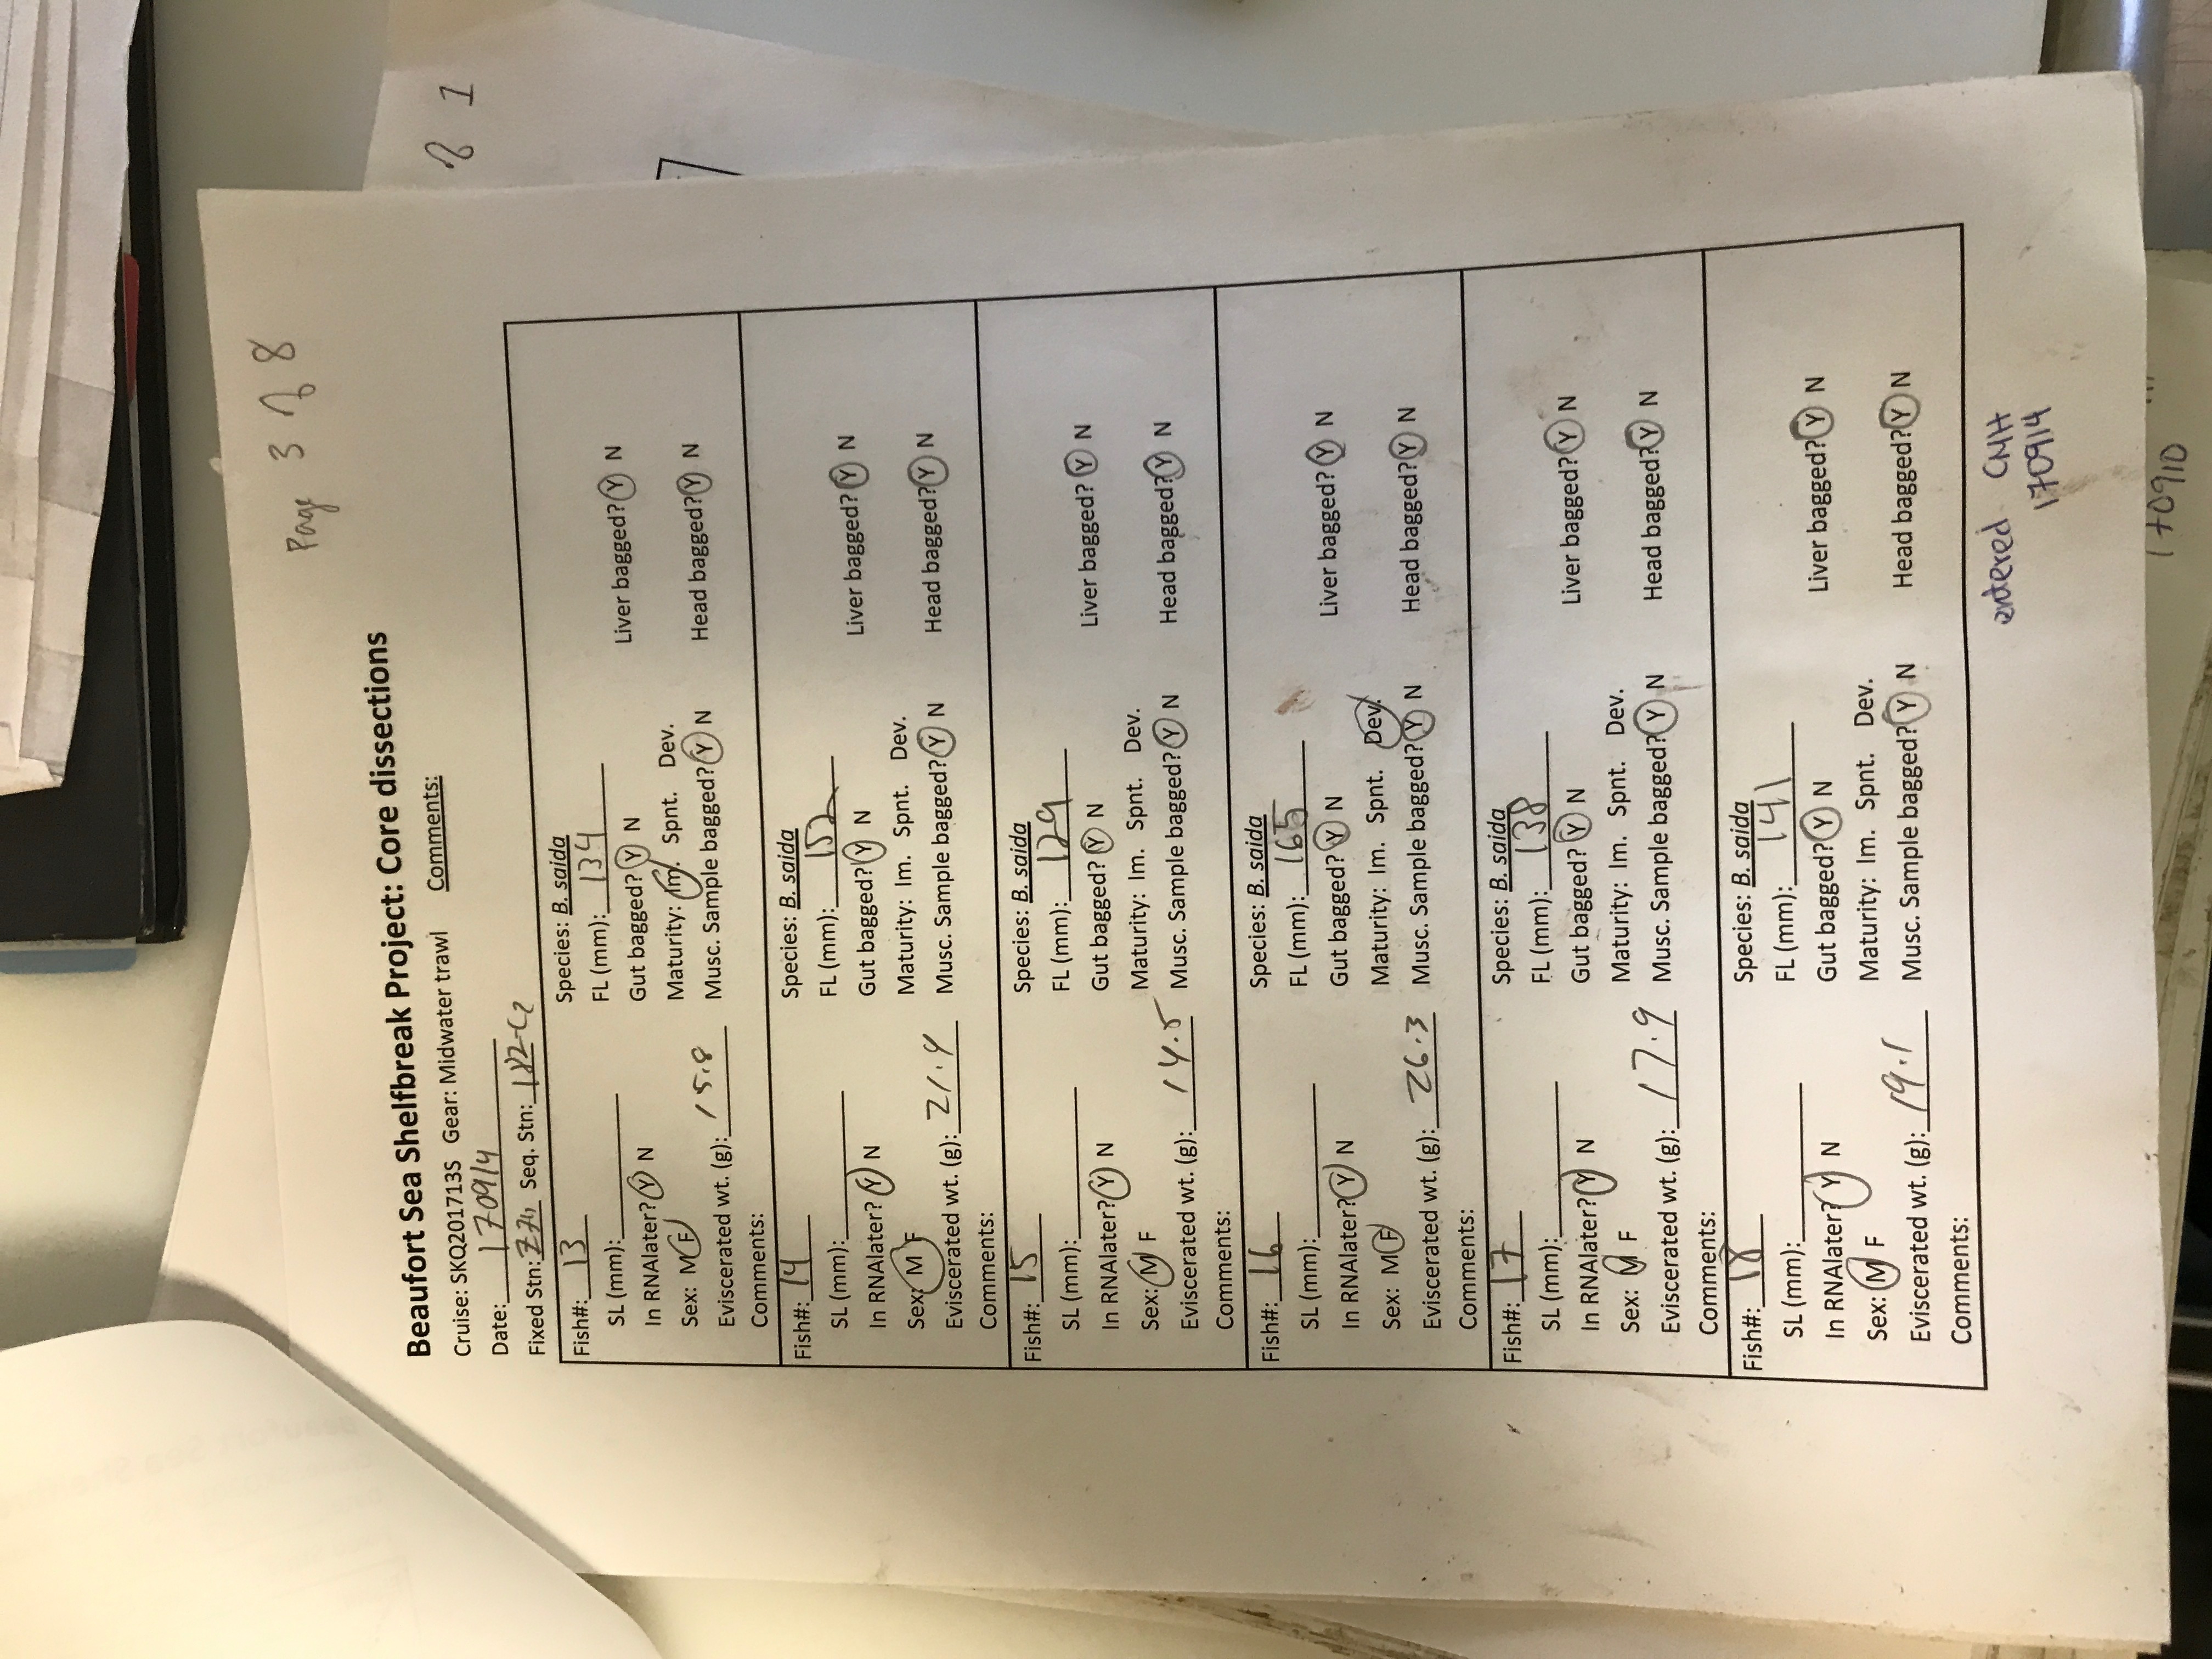 Page 3 of 8
Beaufort Sea Shelfbreak Project: Core dissections
Cruise: SKQ201713S Gear: Midwater trawl Comments:
Date: 170914
Fixed Stn: Seq. Stn: 182-C2
Fish#: 13 Species: B. saida
SL (mm): FL (mm): 134
In RNAlater? Y N Gut bagged? Y N Liver bagged? Y N
Sex: M F Maturity: Im. Spnt. Dev.
Eviscerated wt. (g): 15.8 Musc. Sample bagged? Y N Head bagged? Y N
Comments:
Fish#: 14 Species: B. saida
SL (mm): FL (mm): 152
In RNAlater? Y N Gut bagged? Y N Liver bagged? Y N
Sex: M F Maturity: Im. Spnt. Dev.
Eviscerated wt. (g): 21.4 Musc. Sample bagged? Y N Head bagged? Y N
Comments:
Fish#: 15 Species: B. saida
SL (mm): FL (mm): 129
In RNAlater? Y N Gut bagged? Y N Liver bagged? Y N
Sex: M F Maturity: Im. Spnt. Dev.
Eviscerated wt. (g): 14.5 Musc. Sample bagged? Y N Head bagged? Y N
Comments:
Fish#: 16 Species: B. saida
SL (mm): FL (mm): 165
In RNAlater? Y N Gut bagged? Y N Liver bagged? Y N
Sex: M F Maturity: Im. Spnt. Dev.
Eviscerated wt. (g): 26.3 Musc. Sample bagged? Y N Head bagged? Y N
Comments:
Fish#: 17 Species: B. saida
SL (mm): FL (mm): 138
In RNAlater? Y N Gut bagged? Y N Liver bagged? Y N
Sex: M F Maturity: Im. Spnt. Dev.
Eviscerated wt. (g): 17.9 Musc. Sample bagged? Y N Head bagged? Y N
Comments:
Fish#: 18 Species: B. saida
SL (mm): FL (mm): 141
In RNAlater? Y N Gut bagged? Y N Liver bagged? Y N
Sex: M F Maturity: Im. Spnt. Dev.
Eviscerated wt. (g): 19.1 Musc. Sample bagged? Y N Head bagged? Y N
Comments:
entered CNH
170914
170910